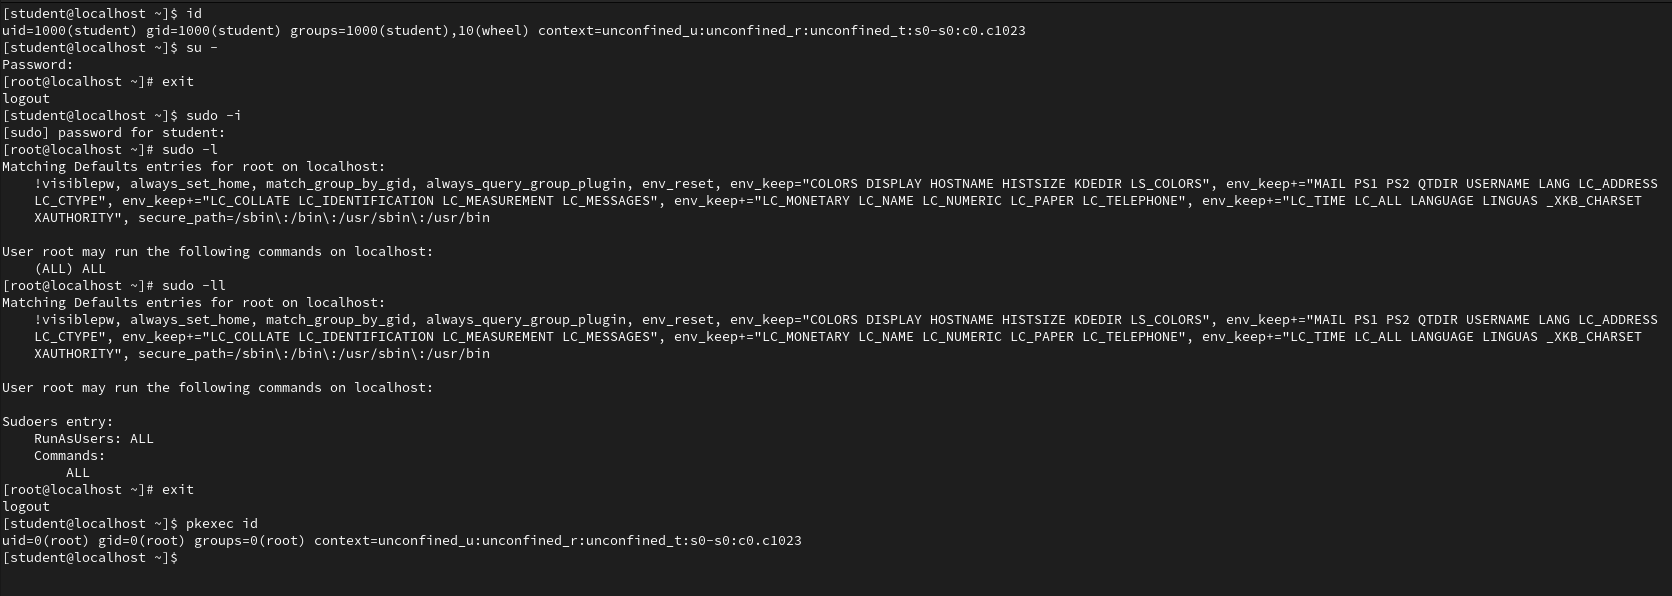 [student@localhost ~]$ id
uid=1000(student) gid=1000(student) groups=1000(student),10(wheel) context=unconfined_u:unconfined_r:unconfined_t:s0-s0:c0.c1023
[student@localhost ~]$ su -
Password:
[root@localhost ~]# exit
logout
[student@localhost ~]$ sudo -i
[sudo] password for student:
[root@localhost ~]# sudo -l
Matching Defaults entries for root on localhost:
    !visiblepw, always_set_home, match_group_by_gid, always_query_group_plugin, env_reset, env_keep="COLORS DISPLAY HOSTNAME HISTSIZE KDEDIR LS_COLORS", env_keep+="MAIL PS1 PS2 QTDIR USERNAME LANG LC_ADDRESS
    LC_CTYPE", env_keep+="LC_COLLATE LC_IDENTIFICATION LC_MEASUREMENT LC_MESSAGES", env_keep+="LC_MONETARY LC_NAME LC_NUMERIC LC_PAPER LC_TELEPHONE", env_keep+="LC_TIME LC_ALL LANGUAGE LINGUAS _XKB_CHARSET
    XAUTHORITY", secure_path=/sbin\:/bin\:/usr/sbin\:/usr/bin

User root may run the following commands on localhost:
    (ALL) ALL
[root@localhost ~]# sudo -ll
Matching Defaults entries for root on localhost:
    !visiblepw, always_set_home, match_group_by_gid, always_query_group_plugin, env_reset, env_keep="COLORS DISPLAY HOSTNAME HISTSIZE KDEDIR LS_COLORS", env_keep+="MAIL PS1 PS2 QTDIR USERNAME LANG LC_ADDRESS
    LC_CTYPE", env_keep+="LC_COLLATE LC_IDENTIFICATION LC_MEASUREMENT LC_MESSAGES", env_keep+="LC_MONETARY LC_NAME LC_NUMERIC LC_PAPER LC_TELEPHONE", env_keep+="LC_TIME LC_ALL LANGUAGE LINGUAS _XKB_CHARSET
    XAUTHORITY", secure_path=/sbin\:/bin\:/usr/sbin\:/usr/bin

User root may run the following commands on localhost:

Sudoers entry:
    RunAsUsers: ALL
    Commands:
        ALL
[root@localhost ~]# exit
logout
[student@localhost ~]$ pkexec id
uid=0(root) gid=0(root) groups=0(root) context=unconfined_u:unconfined_r:unconfined_t:s0-s0:c0.c1023
[student@localhost ~]$